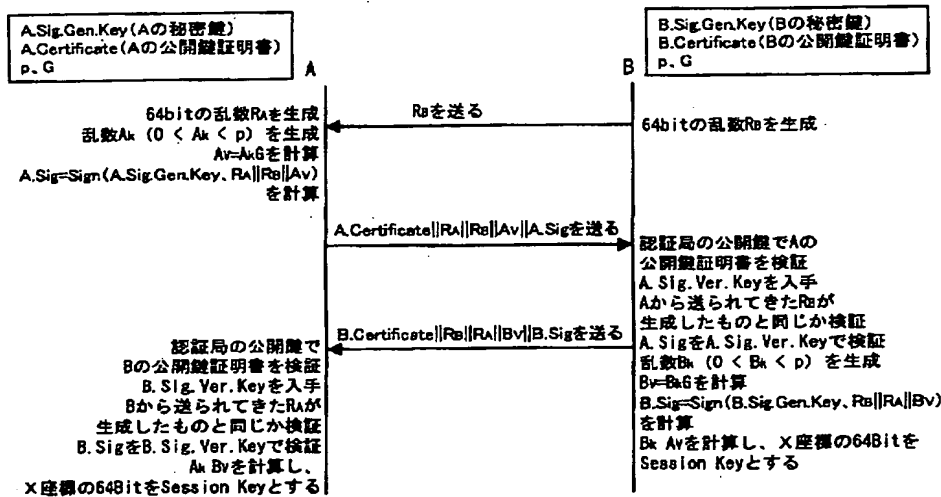 A.Sig.Gen.Key(Aの秘密鍵)
A.Certificate(Aの公開鍵証明書)
p、G
B.Sig.Gen.Key(Bの秘密鍵)
B.Certificate(Bの公開鍵証明書)
p、G
A
B
RBを送る
64bitの乱数RAを生成
乱数Ak (0 < Ak < p) を生成
Av=AkGを計算
A.Sig=Sign(A.Sig.Gen.Key、RA||RB||Av)
を計算
64bitの乱数RBを生成
A.Certificate||RA||RB||Av||A.Sigを送る
認証局の公開鍵でAの
公開鍵証明書を検証
A.Sig.Ver.Keyを入手
Aから送られてきたRBが
生成したものと同じか検証
A.SigをA.Sig.Ver.Keyで検証
乱数Bk (0 < Bk < p) を生成
Bv=BkGを計算
B.Sig=Sign(B.Sig.Gen.Key、RB||RA||Bv)
を計算
Bk Avを計算し、X座標の64Bitを
Session Keyとする
B.Certificate||RB||RA||Bv||B.Sigを送る
認証局の公開鍵で
Bの公開鍵証明書を検証
B.Sig.Ver.Keyを入手
Bから送られてきたRAが
生成したものと同じか検証
B.SigをB.Sig.Ver.Keyで検証
Ak Bvを計算し、
X座標の64BitをSession Keyとする